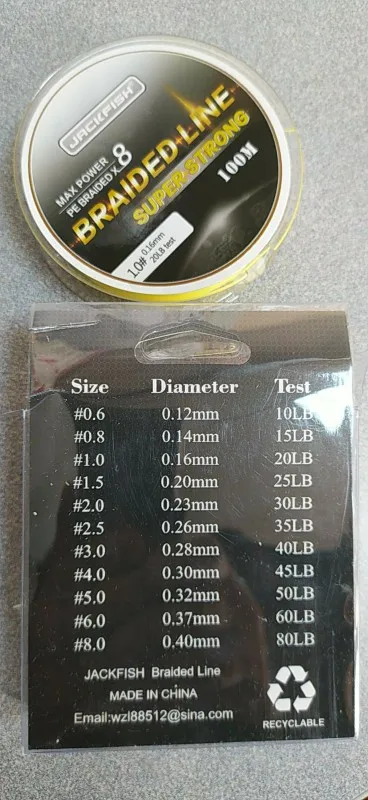 JACKFISH
MAX POWER
PE BRAIDED X 8
BRAIDED LINE
SUPER STRONG
100M
1.0# 0.16mm
20LB test
Size Diameter Test
#0.6 0.12mm 10LB
#0.8 0.14mm 15LB
#1.0 0.16mm 20LB
#1.5 0.20mm 25LB
#2.0 0.23mm 30LB
#2.5 0.26mm 35LB
#3.0 0.28mm 40LB
#4.0 0.30mm 45LB
#5.0 0.32mm 50LB
#6.0 0.37mm 60LB
#8.0 0.40mm 80LB
JACKFISH Braided Line
MADE IN CHINA
Email:wzl88512@sina.com
RECYCLABLE